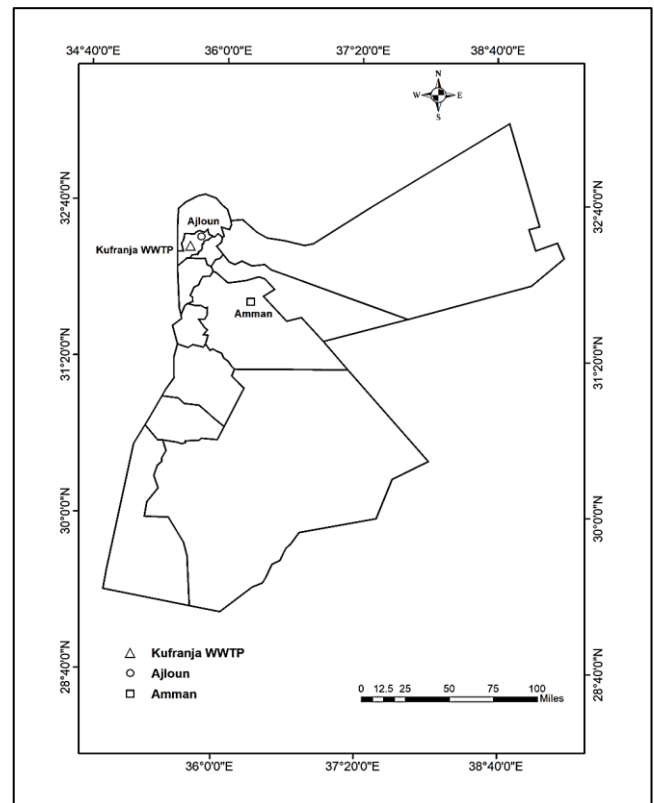 34°40'0"E 36°0'0"E 37°20'0"E 38°40'0"E
N
W E
S
32°40'0"N 32°40'0"N
Ajloun
Kufranja WWTP
Amman
31°20'0"N 31°20'0"N
30°0'0"N 30°0'0"N
Kufranja WWTP
Ajloun
Amman
28°40'0"N 28°40'0"N
0 12.5 25 50 75 100
Miles
36°0'0"E 37°20'0"E 38°40'0"E